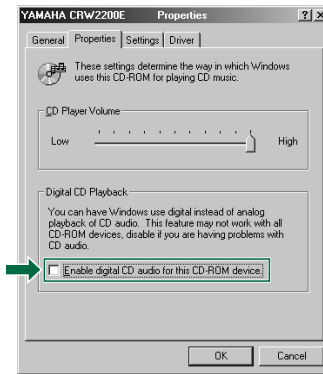 YAMAHA CRW2200E Properties
General Properties Settings Driver
These settings determine the way in which Windows
uses this CD-ROM for playing CD music.
CD Player Volume
Low High
Digital CD Playback
You can have Windows use digital instead of analog
playback of CD audio. This feature may not work with all
CD-ROM devices, disable if you are having problems with
CD audio.
Enable digital CD audio for this CD-ROM device.
OK Cancel